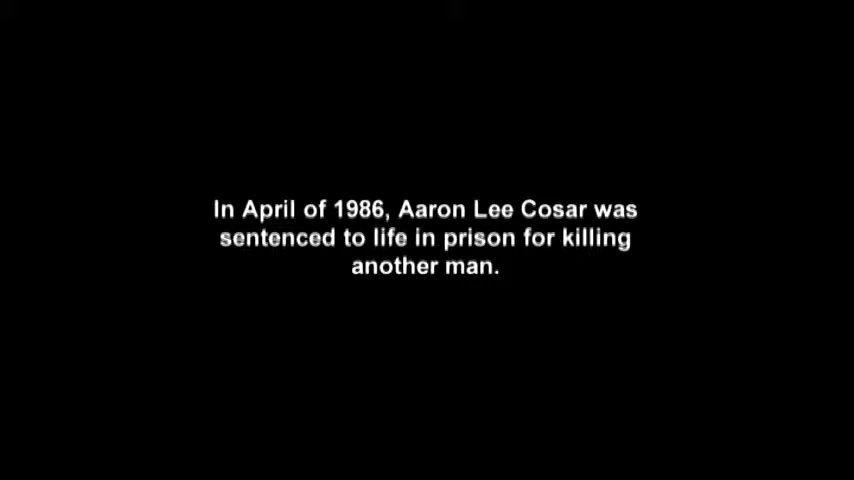 In April of 1986, Aaron Lee Cosar was
sentenced to life in prison for killing
another man.